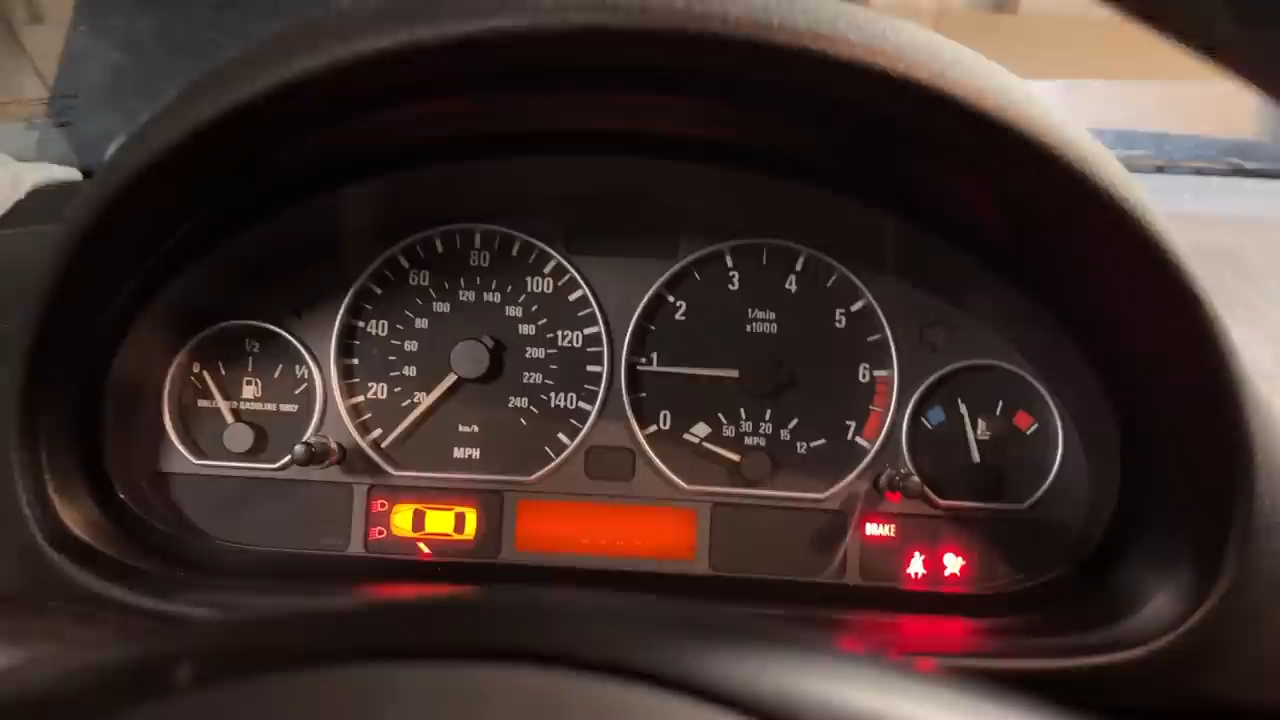 0 1/2 1/1
UNLEADED GASOLINE ONLY
20 40 60 80 100 120 140
20 40 60 80 100 120 140 160 180 200 220 240
km/h
MPH
0 1 2 3 4 5 6 7
1/min
x1000
50 30 20 15 12
MPG
BRAKE